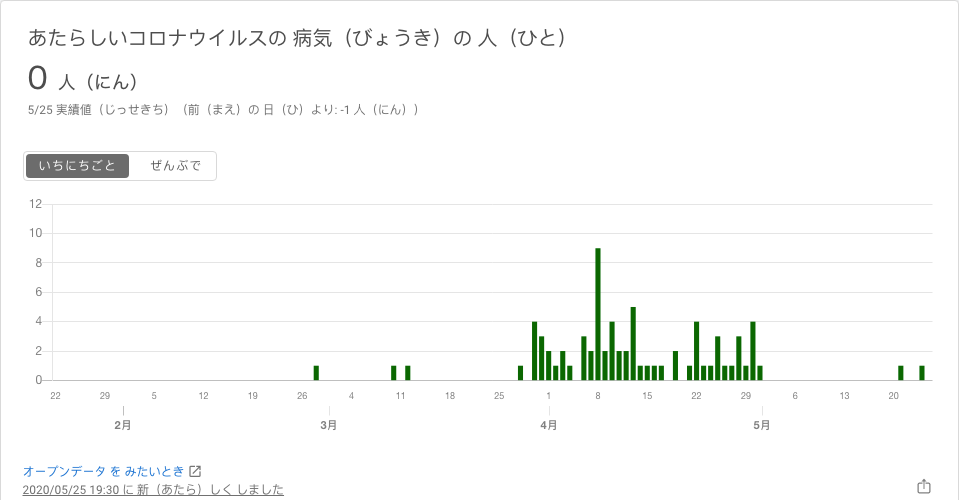 あたらしいコロナウイルスの 病気（びょうき）の 人（ひと）
0 人（にん）
5/25 実績値（じっせきち）（前（まえ）の 日（ひ）より: -1 人（にん））
いちにちごと ぜんぶで
12
10
8
6
4
2
0
22 29 5 12 19 26 4 11 18 25 1 8 15 22 29 6 13 20
2月 3月 4月 5月
オープンデータ を みたいとき
2020/05/25 19:30 に 新（あたら）しく しました